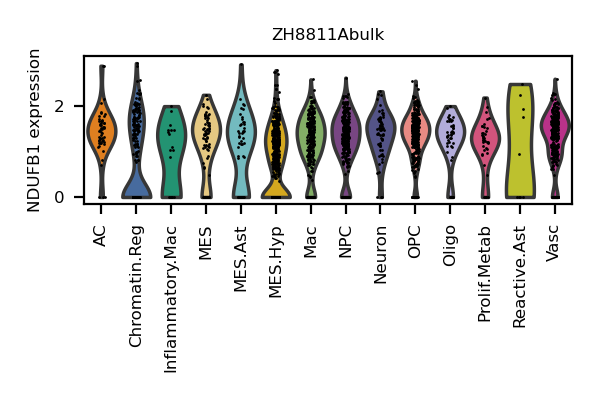 ZH8811Abulk
NDUFB1 expression
2
0
AC
Chromatin.Reg
Inflammatory.Mac
MES
MES.Ast
MES.Hyp
Mac
NPC
Neuron
OPC
Oligo
Prolif.Metab
Reactive.Ast
Vasc